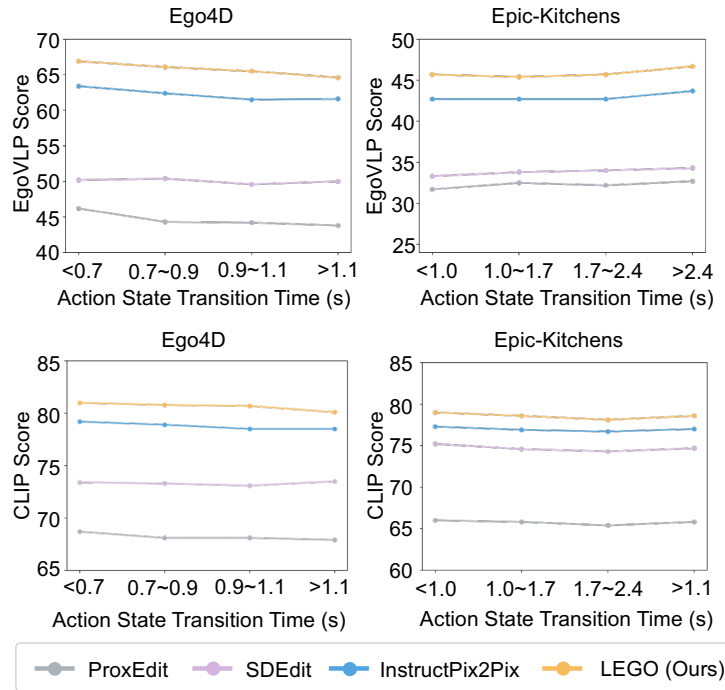 Ego4D
Epic-Kitchens
EgoVLP Score
70
65
60
55
50
45
40
<0.7 0.7~0.9 0.9~1.1 >1.1
Action State Transition Time (s)
EgoVLP Score
50
45
40
35
30
25
<1.0 1.0~1.7 1.7~2.4 >2.4
Action State Transition Time (s)
Ego4D
Epic-Kitchens
CLIP Score
85
80
75
70
65
<0.7 0.7~0.9 0.9~1.1 >1.1
Action State Transition Time (s)
CLIP Score
85
80
75
70
65
60
<1.0 1.0~1.7 1.7~2.4 >1.1
Action State Transition Time (s)
ProxEdit SDEdit InstructPix2Pix LEGO (Ours)